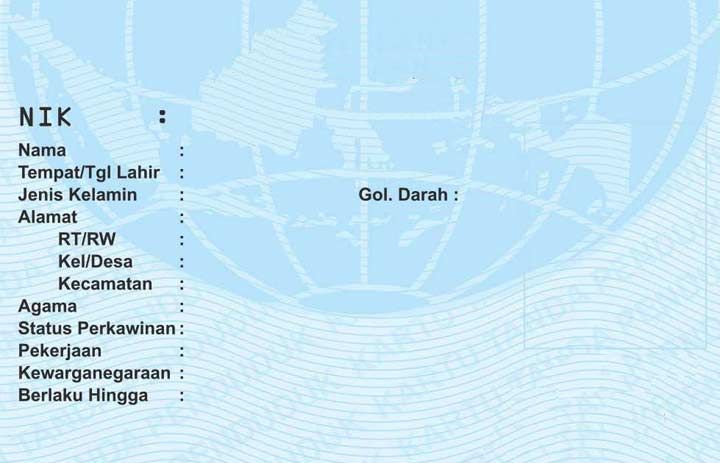 NIK :
Nama :
Tempat/Tgl Lahir :
Jenis Kelamin : Gol. Darah :
Alamat :
RT/RW :
Kel/Desa :
Kecamatan :
Agama :
Status Perkawinan :
Pekerjaan :
Kewarganegaraan :
Berlaku Hingga :